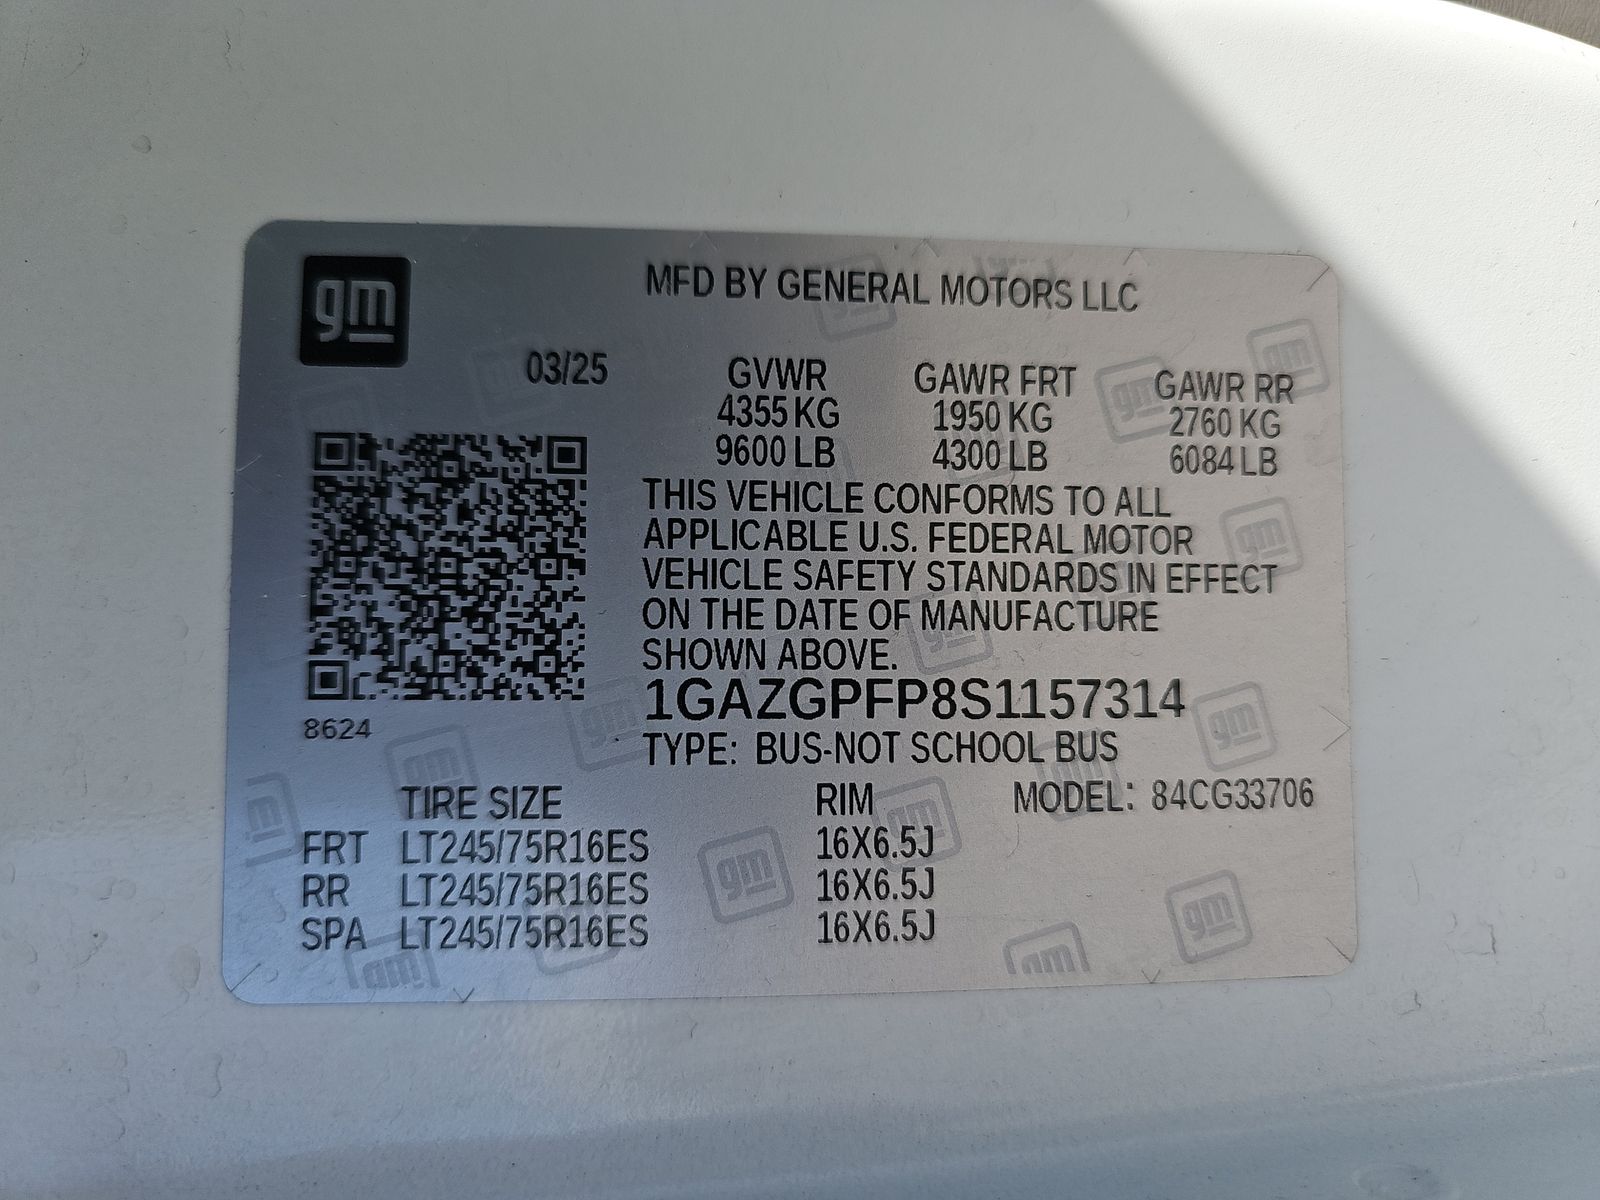 gm
MFD BY GENERAL MOTORS LLC
03/25 GVWR GAWR FRT GAWR RR
4355 KG 1950 KG 2760 KG
9600 LB 4300 LB 6084 LB
THIS VEHICLE CONFORMS TO ALL
APPLICABLE U.S. FEDERAL MOTOR
VEHICLE SAFETY STANDARDS IN EFFECT
ON THE DATE OF MANUFACTURE
SHOWN ABOVE.
1GAZGPFP8S1157314
8624
TYPE: BUS-NOT SCHOOL BUS
TIRE SIZE RIM MODEL: 84CG33706
FRT LT245/75R16ES 16X6.5J
RR LT245/75R16ES 16X6.5J
SPA LT245/75R16ES 16X6.5J